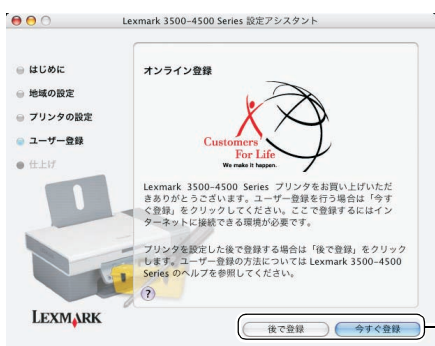 Lexmark 3500-4500 Series 設定アシスタント
はじめに
地域の設定
プリンタの設定
ユーザー登録
仕上げ
オンライン登録
Customers
For Life
We make it happen.
Lexmark 3500-4500 Series プリンタをお買い上げいただ
きありがとうございます。ユーザー登録を行う場合は「今す
ぐ登録」をクリックしてください。ここで登録するにはイン
ターネットに接続できる環境が必要です。
プリンタを設定した後で登録する場合は「後で登録」をクリック
します。ユーザー登録の方法については Lexmark 3500-4500
Series のヘルプを参照してください。
?
LEXMARK
後で登録
今すぐ登録